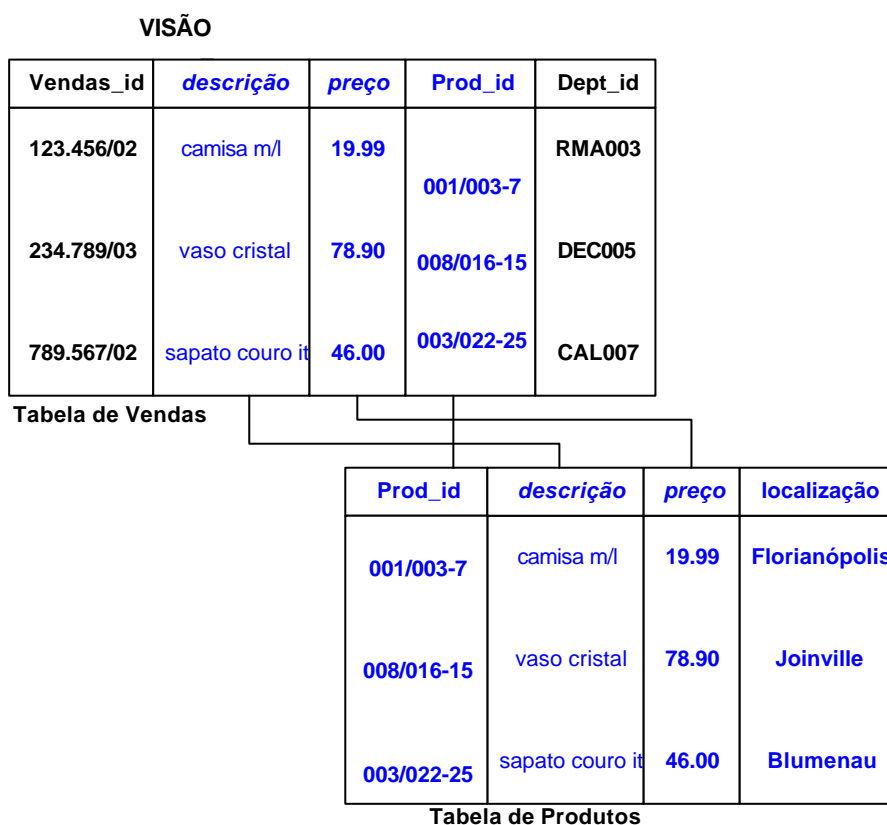 VISÃO
Vendas_id descrição preço Prod_id Dept_id
123.456/02 camisa m/l 19.99 001/003-7 RMA003
234.789/03 vaso cristal 78.90 008/016-15 DEC005
789.567/02 sapato couro it 46.00 003/022-25 CAL007
Tabela de Vendas
Prod_id descrição preço localização
001/003-7 camisa m/l 19.99 Florianópolis
008/016-15 vaso cristal 78.90 Joinville
003/022-25 sapato couro it 46.00 Blumenau
Tabela de Produtos